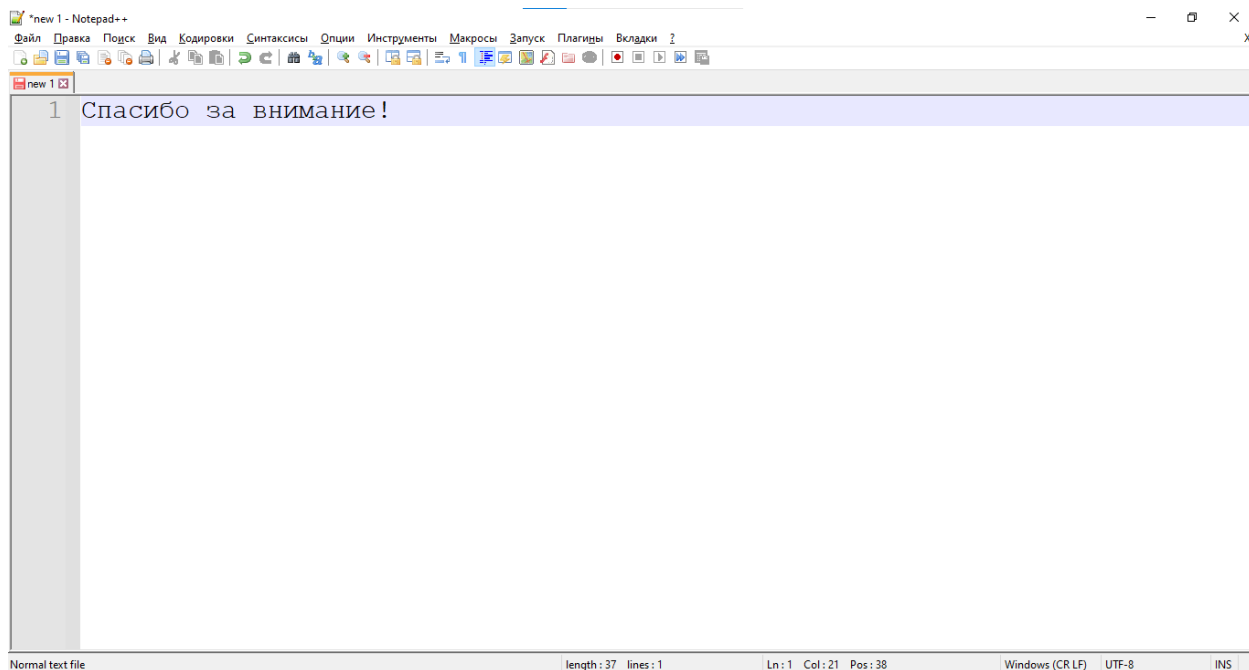 *new 1 - Notepad++
Файл Правка Поиск Вид Кодировки Синтаксисы Опции Инструменты Макросы Запуск Плагины Вкладки ?
new 1
1 Спасибо за внимание!
Normal text file length : 37 lines : 1 Ln : 1 Col : 21 Pos : 38 Windows (CR LF) UTF-8 INS